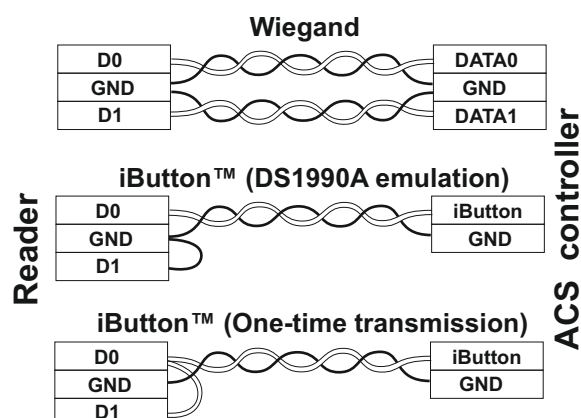 Wiegand
D0 DATA0
GND GND
D1 DATA1
iButton™ (DS1990A emulation)
D0 iButton
GND GND
D1
iButton™ (One-time transmission)
D0 iButton
GND GND
D1
Reader
ACS controller